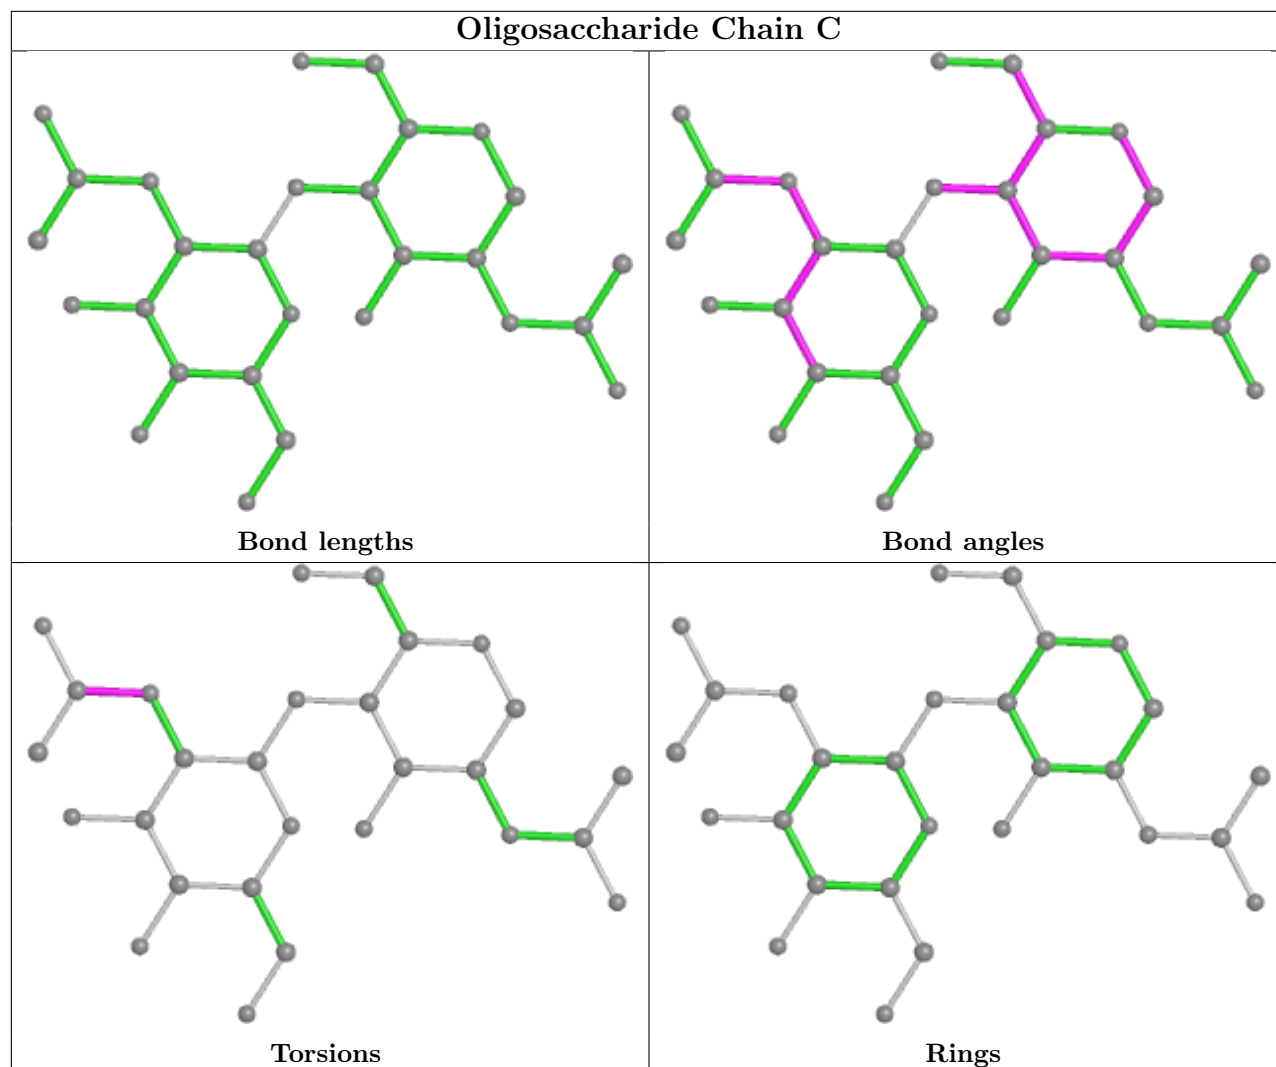 Oligosaccharide Chain C
Bond lengths
Bond angles
Torsions
Rings